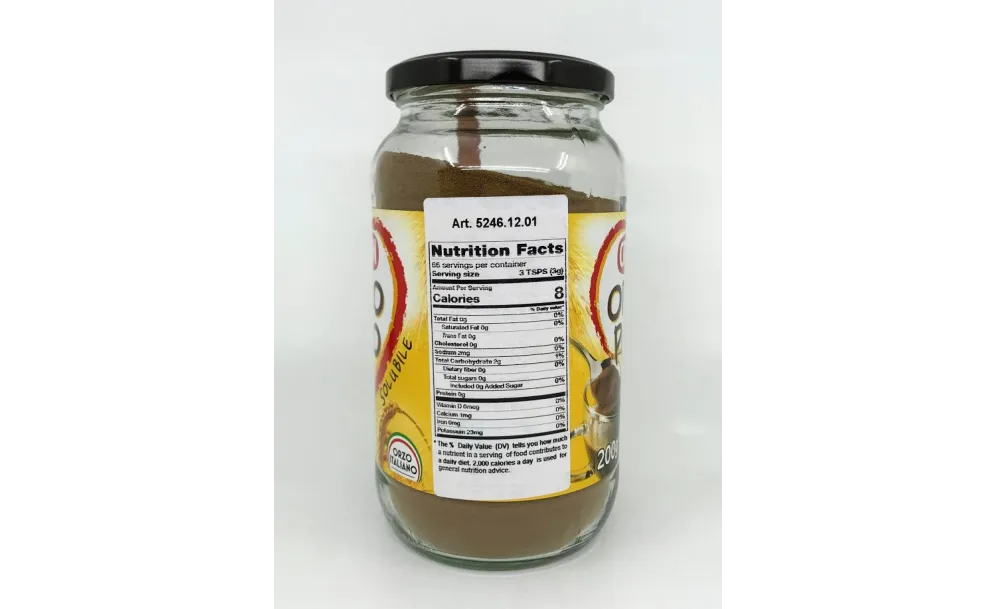 Art. 5246.12.01
Nutrition Facts
66 servings per container
Serving size 3 TSPS (3g)
Amount Per Serving
Calories 8
% Daily value*
Total Fat 0g 0%
Saturated Fat 0g 0%
Trans Fat 0g
Cholesterol 0g 0%
Sodium 2mg 0%
Total Carbohydrate 2g 1%
Dietary fiber 0g 0%
Total sugars 0g
Included 0g Added Sugar 0%
Protein 0g
Vitamin D 0mcg 0%
Calcium 1mg 0%
Iron 0mg 0%
Potassium 23mg 0%
*The % Daily Value (DV) tells you how much
a nutrient in a serving of food contributes to
a daily diet, 2,000 calories a day is used for
general nutrition advice.
SOLUBILE
ORZO
ITALIANO
200g